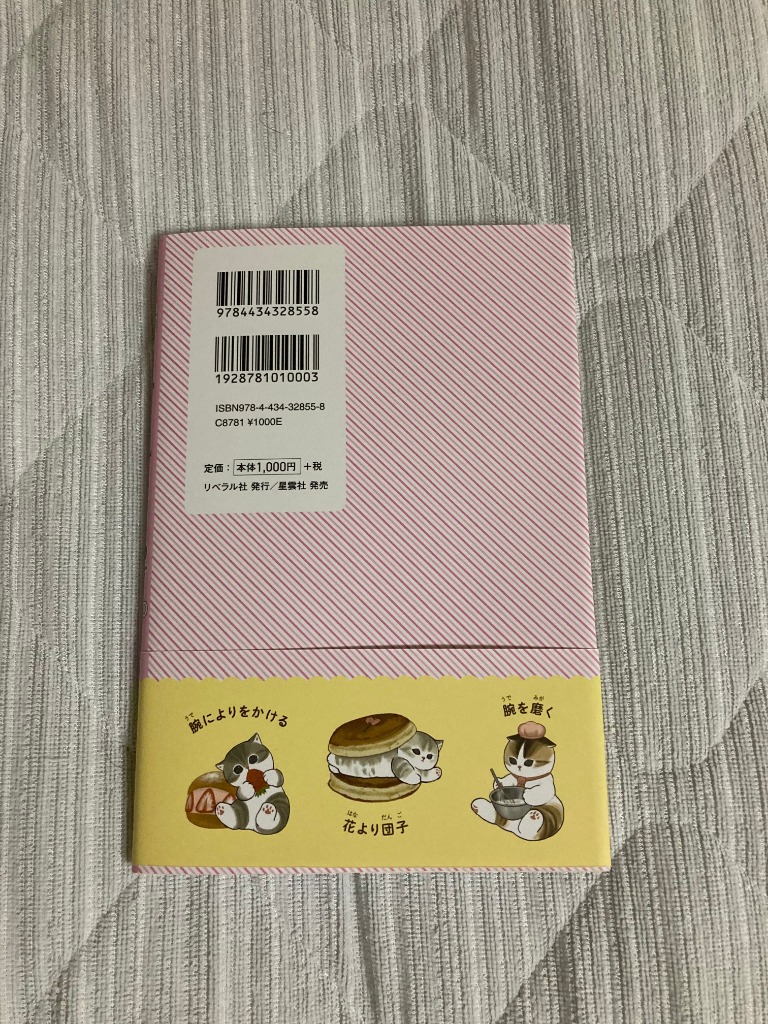 9784434328558
1928781010003
ISBN978-4-434-32855-8
C8781 ¥1000E
定価：本体1,000円 +税
リベラル社 発行／星雲社 発売
うで
腕によりをかける
はな だんご
花より団子
うで みが
腕を磨く